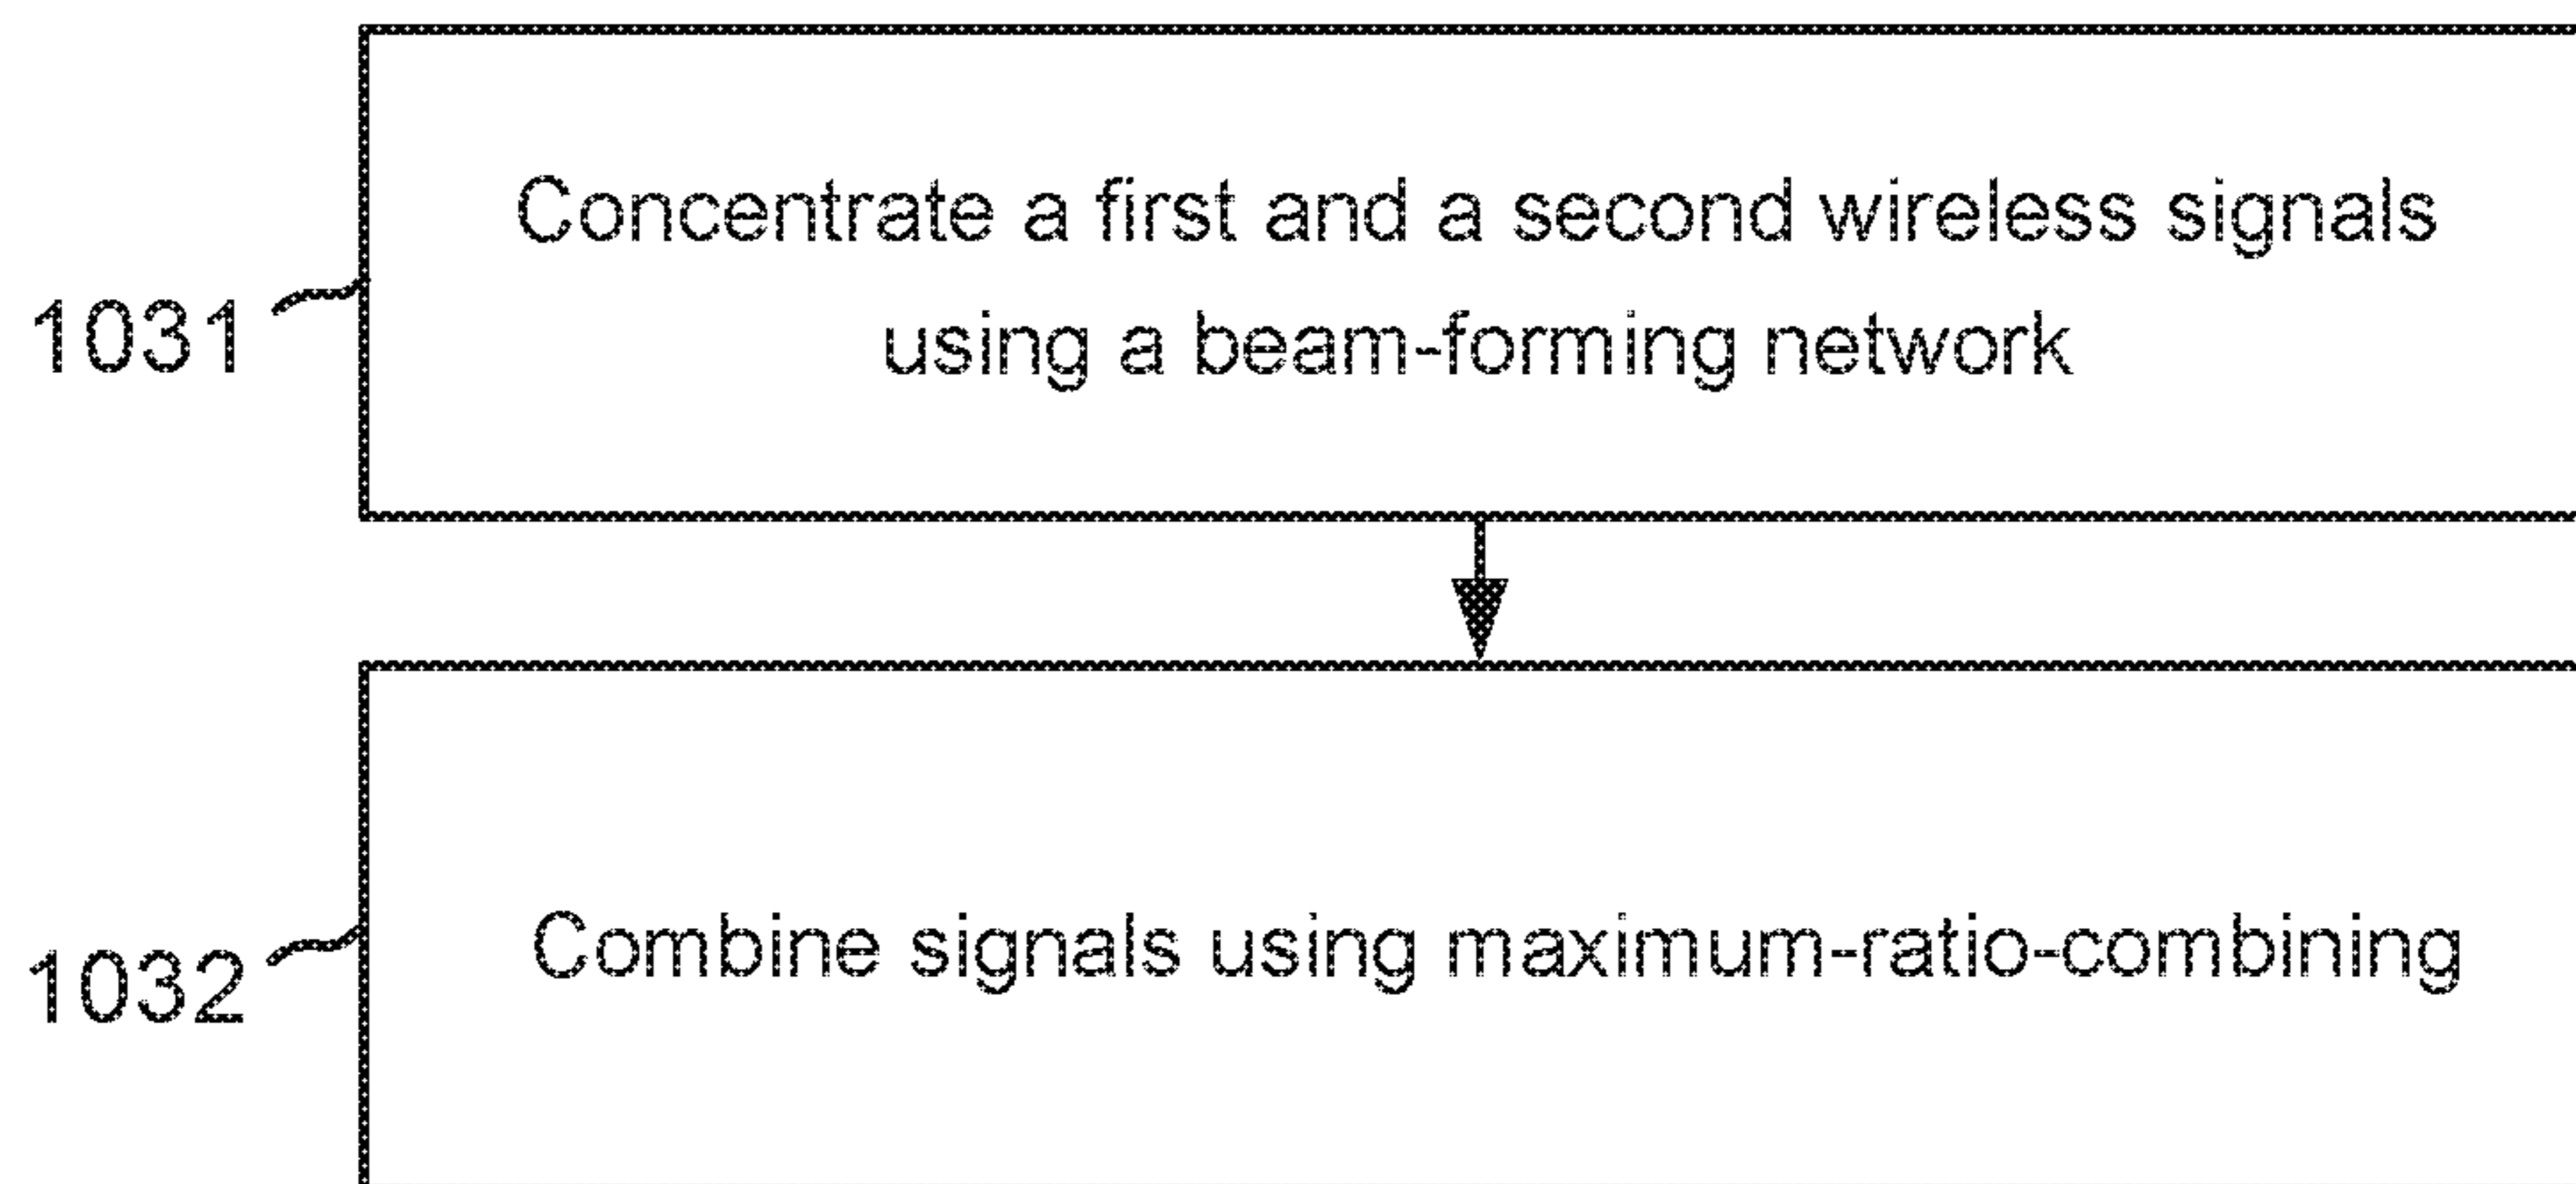 Concentrate a first and a second wireless signals
using a beam-forming network
1031
Combine signals using maximum-ratio-combining
1032